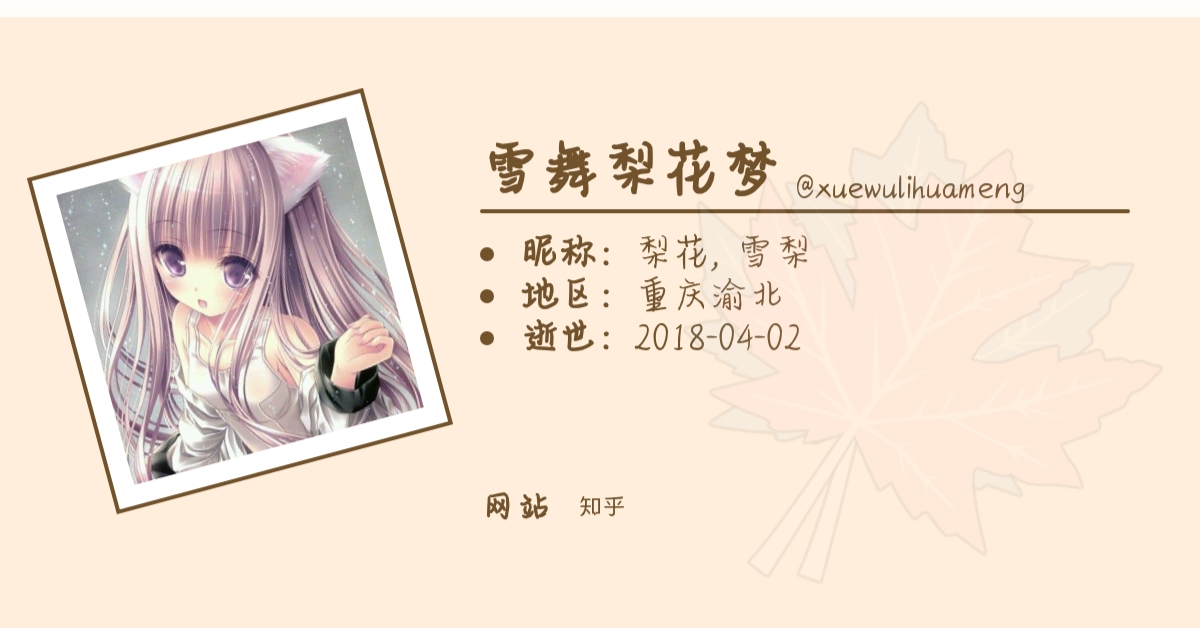 雪舞梨花梦 @xuewulihuameng
昵称：梨花, 雪梨
地区：重庆渝北
逝世：2018-04-02
网站 知乎